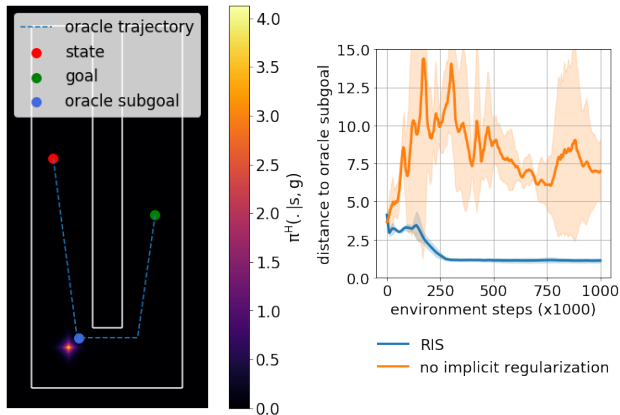 oracle trajectory
state
goal
oracle subgoal
4.0
3.5
3.0
2.5
2.0
1.5
1.0
0.5
0.0
π^H(. |s, g)
15.0
12.5
10.0
7.5
5.0
2.5
0.0
distance to oracle subgoal
0 250 500 750 1000
environment steps (x1000)
RIS
no implicit regularization